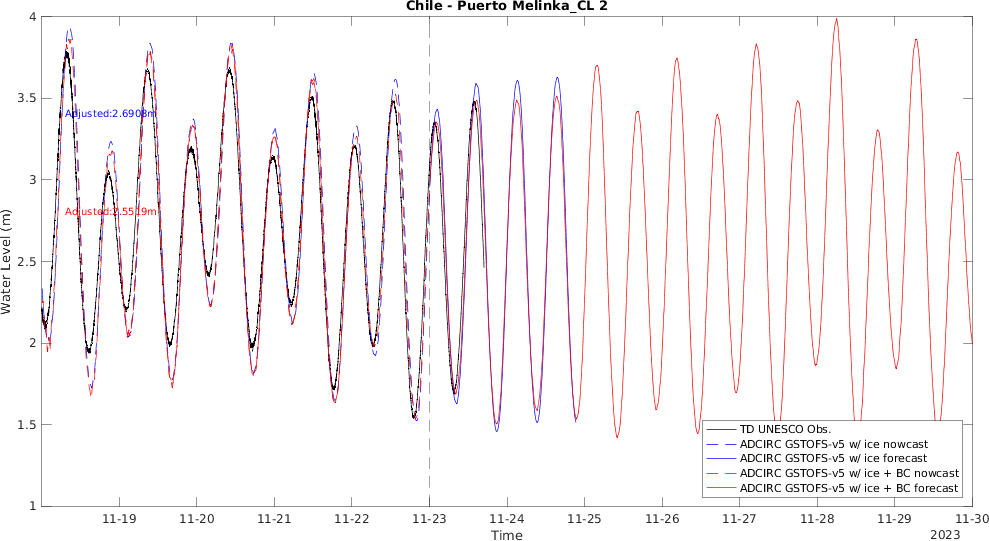 Chile - Puerto Melinka_CL 2
4
3.5
3
2.5
2
1.5
1
Water Level (m)
Adjusted:2.6908m
Adjusted:2.5519m
TD UNESCO Obs.
ADCIRC GSTOFS-v5 w/ ice nowcast
ADCIRC GSTOFS-v5 w/ ice forecast
ADCIRC GSTOFS-v5 w/ ice + BC nowcast
ADCIRC GSTOFS-v5 w/ ice + BC forecast
11-19 11-20 11-21 11-22 11-23 11-24 11-25 11-26 11-27 11-28 11-29 11-30
Time
2023